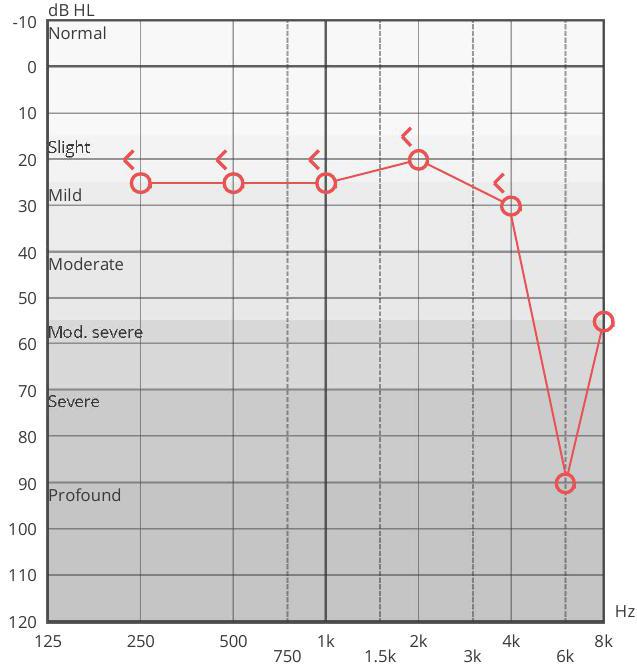 dB HL
-10
Normal
0
10
Slight
20
Mild
30
40
Moderate
50
Mod. severe
60
70
Severe
80
90
Profound
100
110
120
Hz
125 250 500 1k 2k 4k 8k
750 1.5k 3k 6k